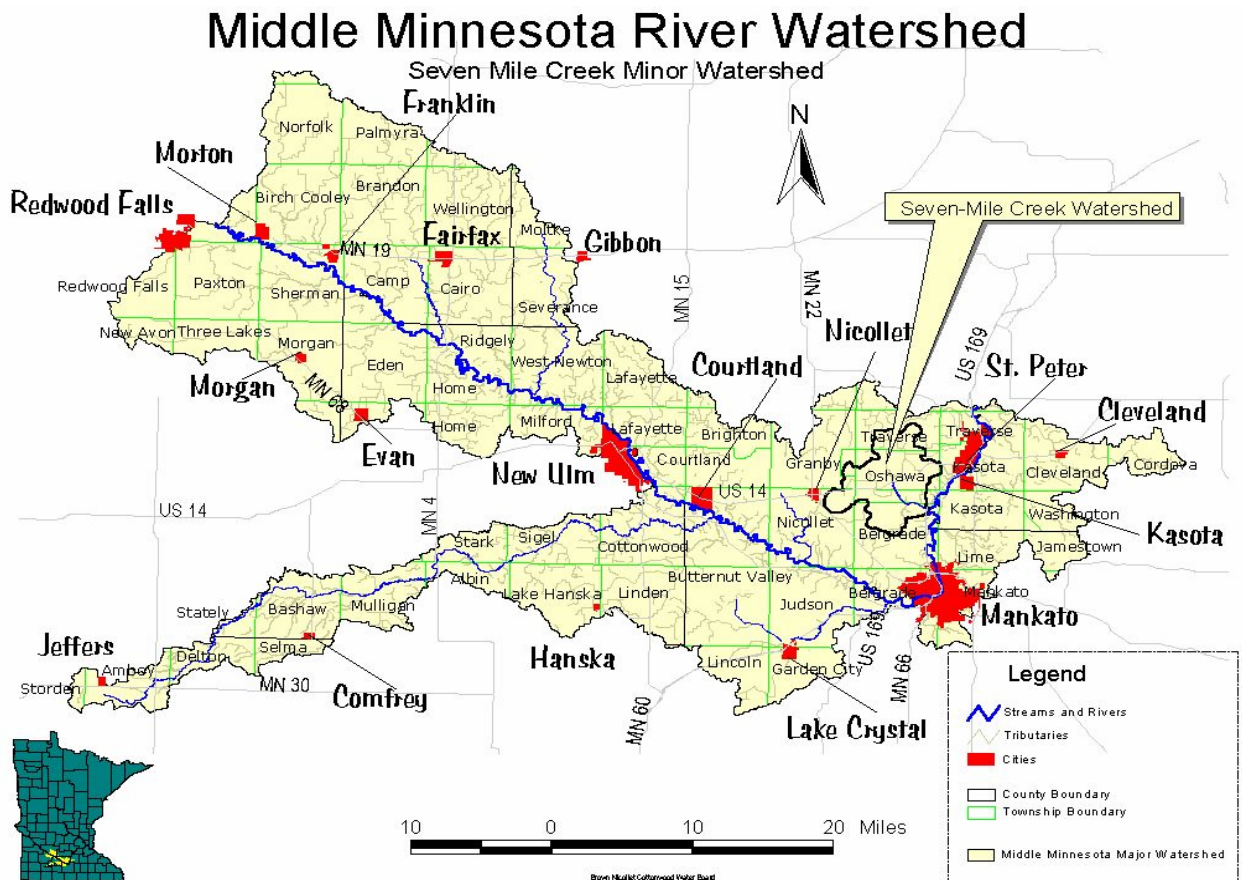 Middle Minnesota River Watershed
Seven Mile Creek Minor Watershed
Franklin
N
Norfolk
Palmyra
Morton
Brandon
Birch Cooley
Wellington
Redwood Falls
Seven-Mile Creek Watershed
Moltke
MN 19
Fairfax
Gibbon
Redwood Falls
Paxton
Sherman
Camp
Cairo
Severance
MN 15
MN 22
Nicollet
US 169
New Avon
Three Lakes
Morgan
Ridgely
Eden
West Newton
Courtland
St. Peter
Morgan
MN 68
Home
Lafayette
Cleveland
Evan
Home
Milford
Lafayette
Brighton
Traverse
Traverse
New Ulm
Courtland
Granby
Oshawa
Kasota
Cleveland
Cordova
US 14
MN 4
US 14
Nicollet
Kasota
Washington
Kasota
Stark
Sigel
Cottonwood
Belgrade
Jamestown
Lime
Albin
Butternut Valley
Stately
Bashaw
Mulligan
Lake Hanska
Linden
Judson
Belgrade
Mankato
Mankato
Jeffers
Amboy
Delton
Selma
Hanska
Lincoln
Garden City
US 169
MN 66
Storden
MN 30
Comfrey
MN 60
Lake Crystal
Legend
Streams and Rivers
Tributaries
Cities
County Boundary
Township Boundary
Middle Minnesota Major Watershed
10 0 10 20 Miles
Brown Nicollet Cottonwood Water Board